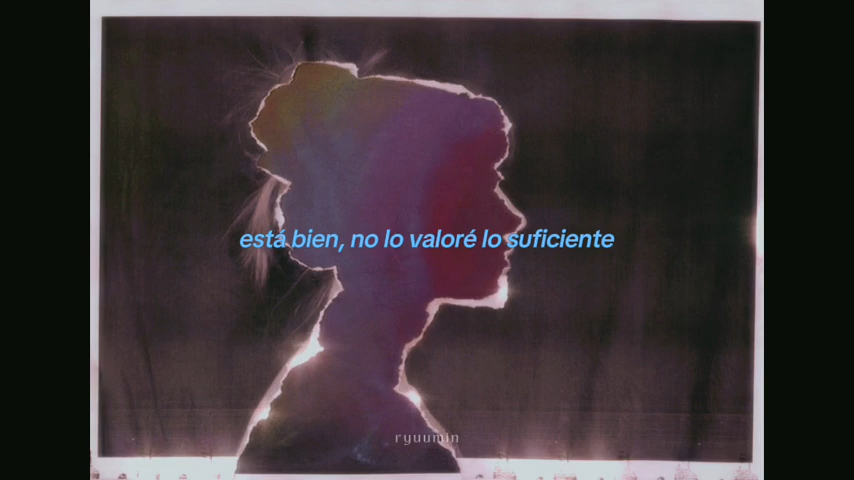 está bien, no lo valoré lo suficiente
ryuumin